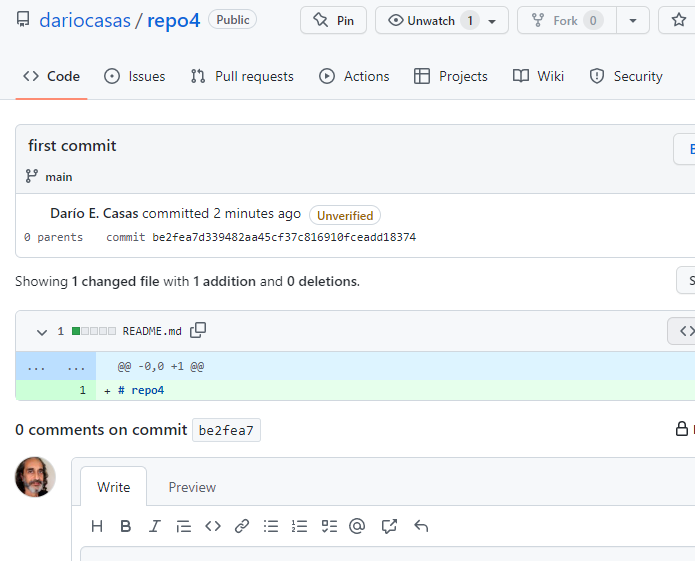 dariocasas / repo4 Public Pin Unwatch 1 Fork 0
Code Issues Pull requests Actions Projects Wiki Security
first commit
main
Darío E. Casas committed 2 minutes ago Unverified
0 parents commit be2fea7d339482aa45cf37c816910fceadd18374
Showing 1 changed file with 1 addition and 0 deletions.
1 README.md
... ... @@ -0,0 +1 @@
1 + # repo4
0 comments on commit be2fea7
Write Preview